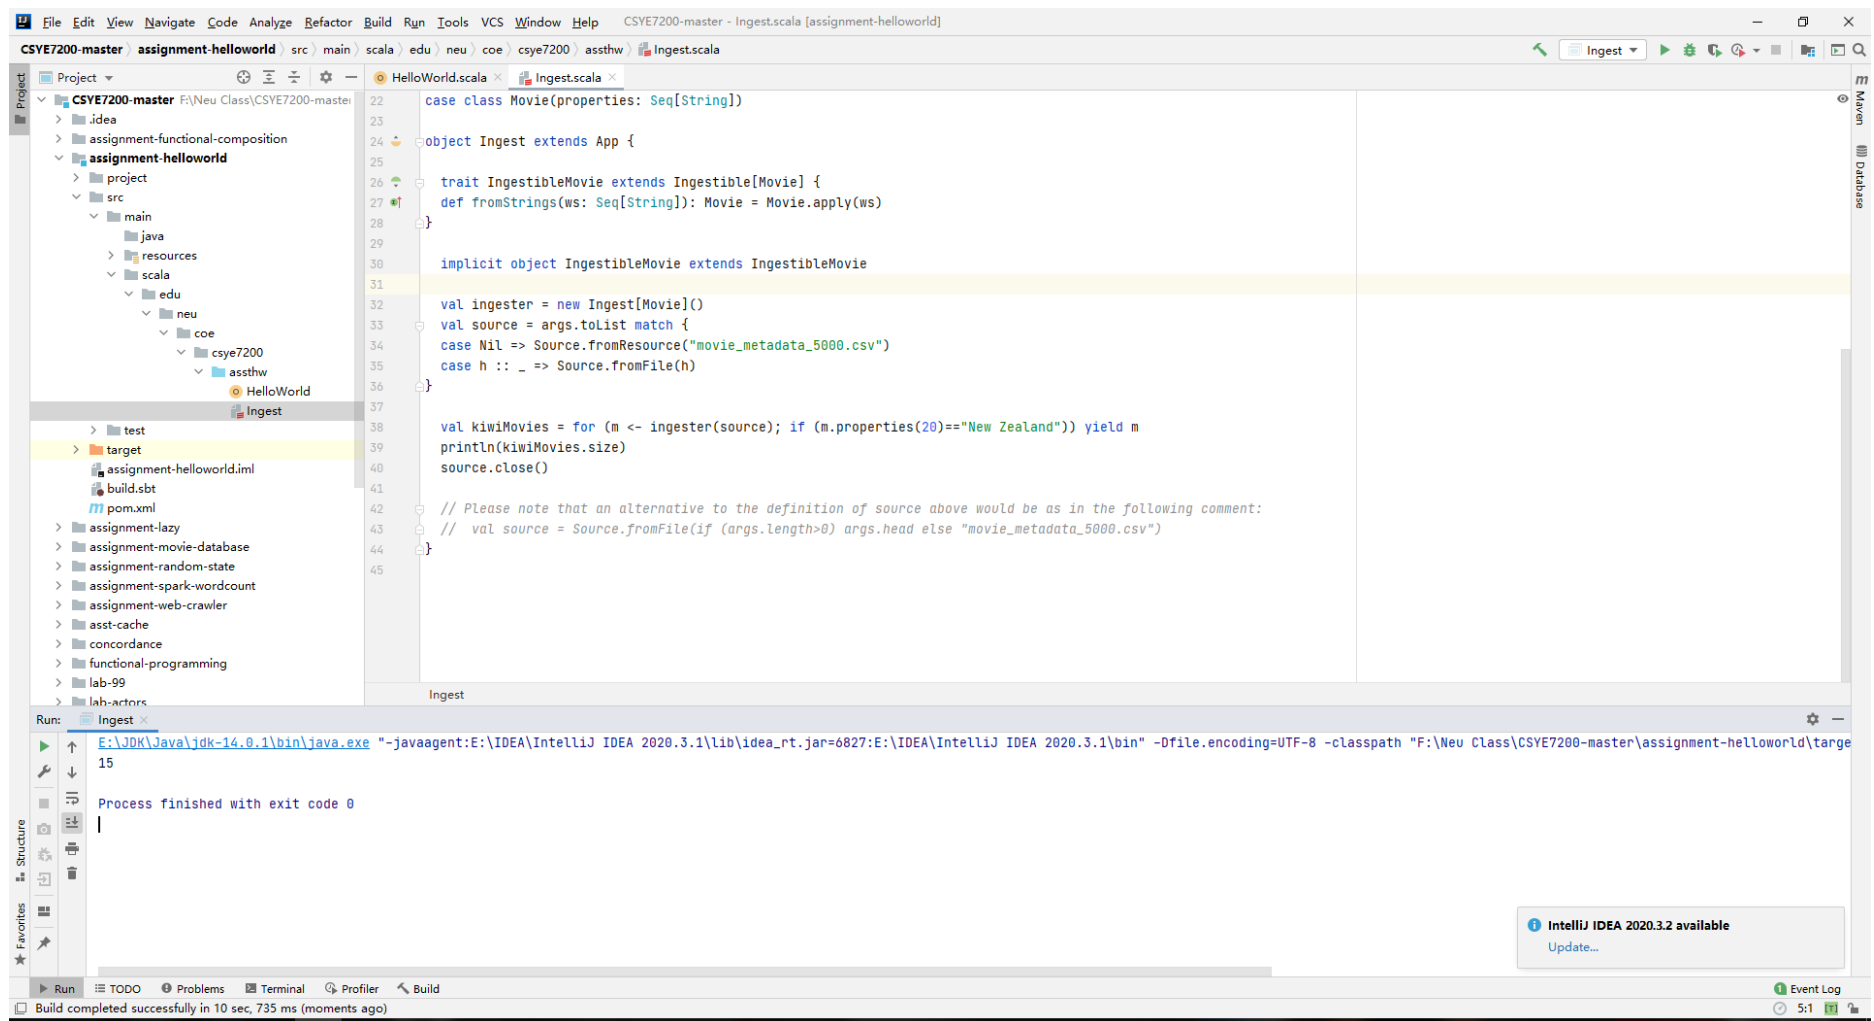 File Edit View Navigate Code Analyze Refactor Build Run Tools VCS Window Help CSYE7200-master - Ingest.scala [assignment-helloworld]
CSYE7200-master assignment-helloworld src main scala edu neu coe csye7200 assthw Ingest.scala Ingest
Project
HelloWorld.scala Ingest.scala
CSYE7200-master F:\Neu Class\CSYE7200-master
.idea
assignment-functional-composition
assignment-helloworld
project
src
main
java
resources
scala
edu
neu
coe
csye7200
assthw
HelloWorld
Ingest
test
target
assignment-helloworld.iml
build.sbt
pom.xml
assignment-lazy
assignment-movie-database
assignment-random-state
assignment-spark-wordcount
assignment-web-crawler
asst-cache
concordance
functional-programming
lab-99
lab-actors
22 case class Movie(properties: Seq[String])
23
24 object Ingest extends App {
25
26 trait IngestibleMovie extends Ingestible[Movie] {
27 def fromStrings(ws: Seq[String]): Movie = Movie.apply(ws)
28 }
29
30 implicit object IngestibleMovie extends IngestibleMovie
31
32 val ingester = new Ingest[Movie]()
33 val source = args.toList match {
34 case Nil => Source.fromResource("movie_metadata_5000.csv")
35 case h :: _ => Source.fromFile(h)
36 }
37
38 val kiwiMovies = for (m <- ingester(source); if (m.properties(20)=="New Zealand")) yield m
39 println(kiwiMovies.size)
40 source.close()
41
42 // Please note that an alternative to the definition of source above would be as in the following comment:
43 // val source = Source.fromFile(if (args.length>0) args.head else "movie_metadata_5000.csv")
44 }
45
Ingest
Project
Structure
Favorites
Maven
Database
Run: Ingest
E:\JDK\Java\jdk-14.0.1\bin\java.exe "-javaagent:E:\IDEA\IntelliJ IDEA 2020.3.1\lib\idea_rt.jar=6827:E:\IDEA\IntelliJ IDEA 2020.3.1\bin" -Dfile.encoding=UTF-8 -classpath "F:\Neu Class\CSYE7200-master\assignment-helloworld\targe
15
Process finished with exit code 0
IntelliJ IDEA 2020.3.2 available
Update...
Run TODO Problems Terminal Profiler Build 1 Event Log
Build completed successfully in 10 sec, 735 ms (moments ago) 5:1